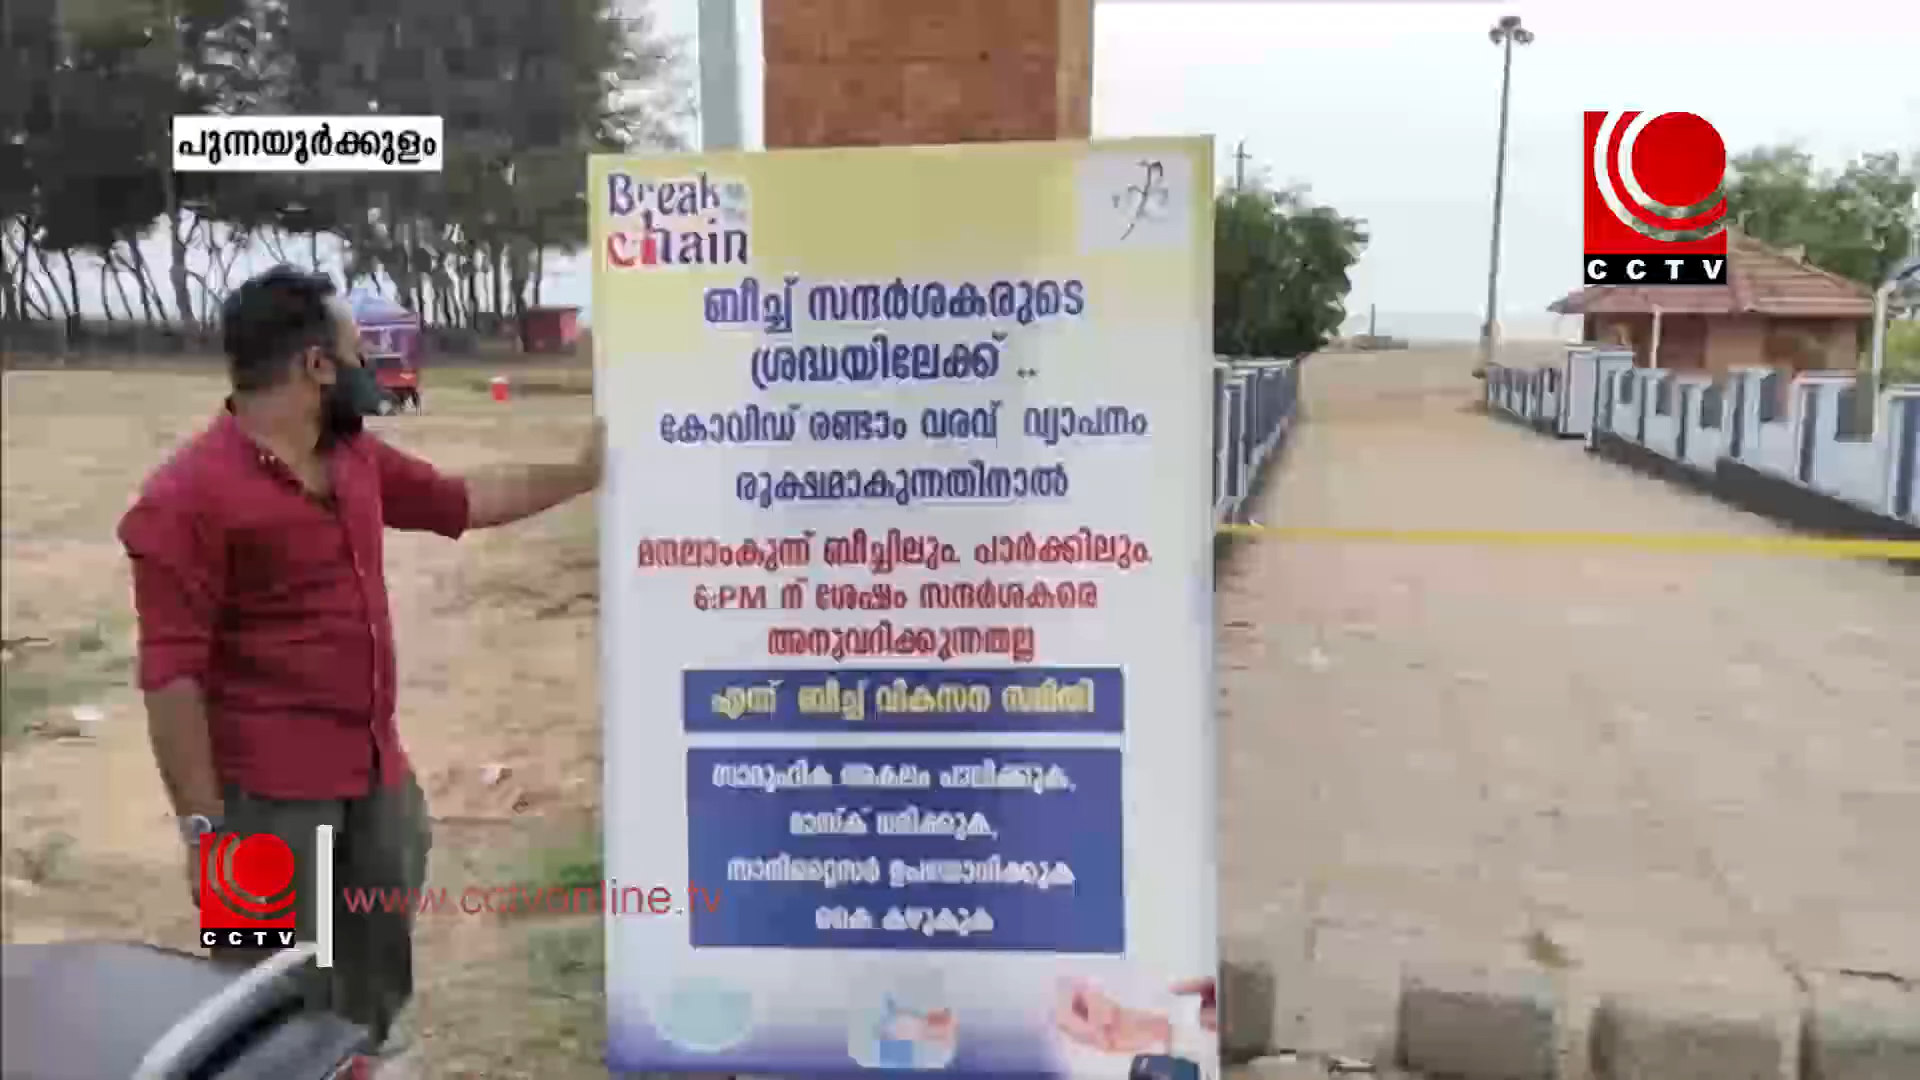 പുന്നയൂർക്കുളം
CCTV
Break
chain
ബീച്ച് സന്ദർശകരുടെ
ശ്രദ്ധയിലേക്ക് ..
കോവിഡ് രണ്ടാം വരവ് വ്യാപനം
രൂക്ഷമാകുന്നതിനാൽ
മന്ദലാംകുന്ന് ബീച്ചിലും പാർക്കിലും
6:PM ന് ശേഷം സന്ദർശകരെ
അനുവദിക്കുന്നതല്ല
എന്ന് ബീച്ച് വികസന സമിതി
സാമൂഹിക അകലം പാലിക്കുക,
മാസ്ക് ധരിക്കുക,
സാനിറ്റൈസർ ഉപയോഗിക്കുക
കൈ കഴുകുക
CCTV
www.cctvonline.tv